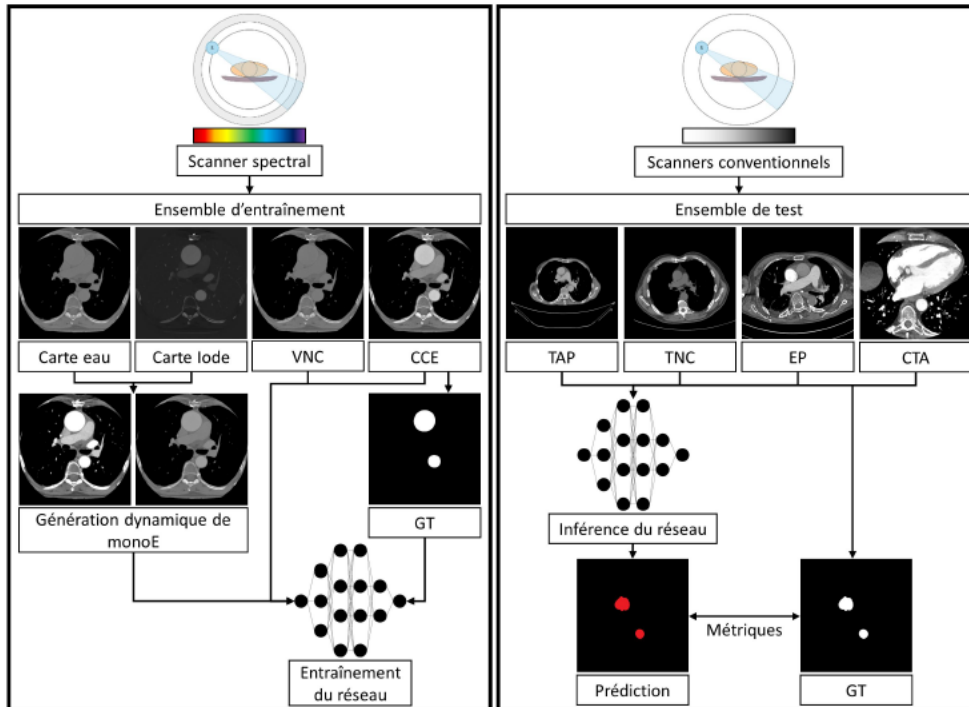 Scanner spectral
Ensemble d'entraînement
Carte eau
Carte Iode
VNC
CCE
Génération dynamique de
monoE
GT
Entraînement
du réseau
Scanners conventionnels
Ensemble de test
TAP
TNC
EP
CTA
Inférence du réseau
Métriques
Prédiction
GT